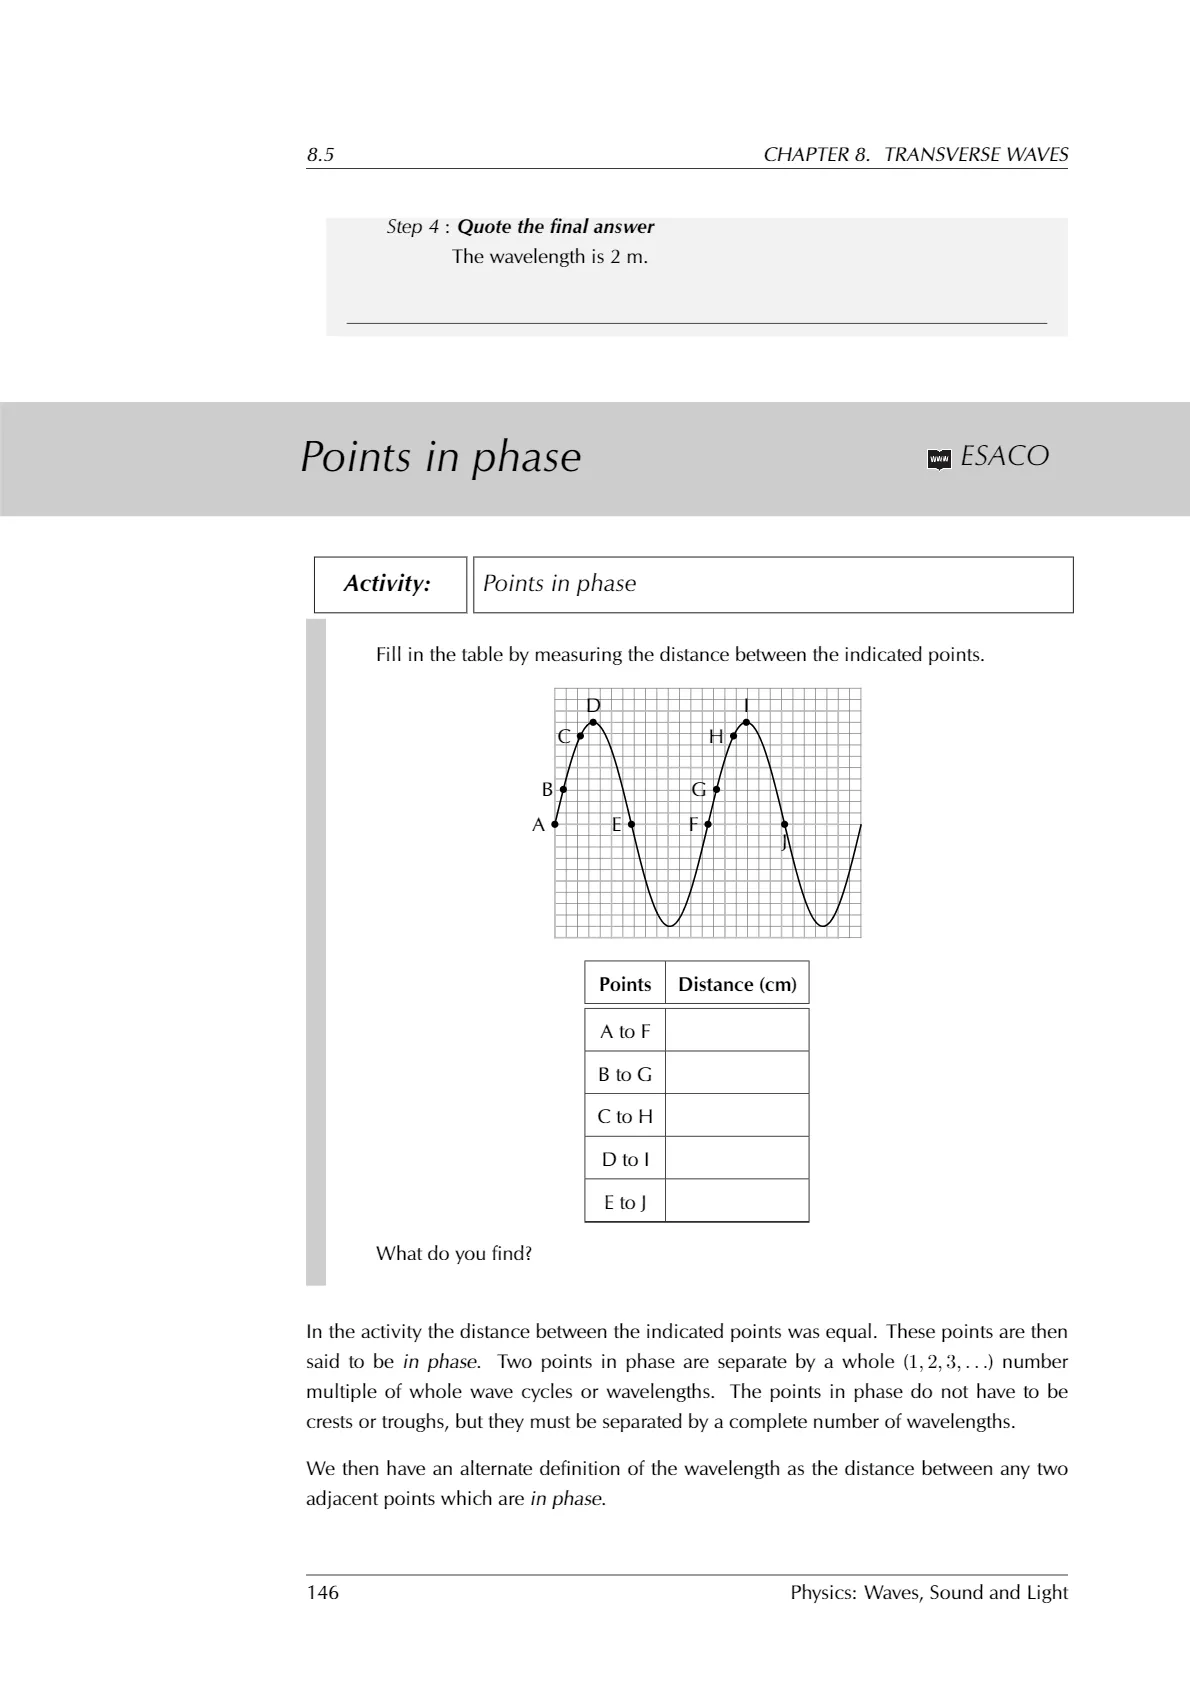 8.5 CHAPTER 8. TRANSVERSE WAVES
Step 4 : Quote the final answer
The wavelength is 2 m.
Points in phase www ESACO
Activity: Points in phase
Fill in the table by measuring the distance between the indicated points.
D I
C H
B G
A E F
J
Points Distance (cm)
A to F
B to G
C to H
D to I
E to J
What do you find?
In the activity the distance between the indicated points was equal. These points are then
said to be in phase. Two points in phase are separate by a whole (1, 2, 3, . . .) number
multiple of whole wave cycles or wavelengths. The points in phase do not have to be
crests or troughs, but they must be separated by a complete number of wavelengths.
We then have an alternate definition of the wavelength as the distance between any two
adjacent points which are in phase.
146 Physics: Waves, Sound and Light